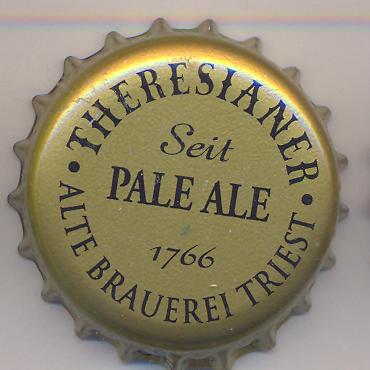 • THERESIANER •
Seit
PALE ALE
1766
ALTE BRAUEREI TRIEST